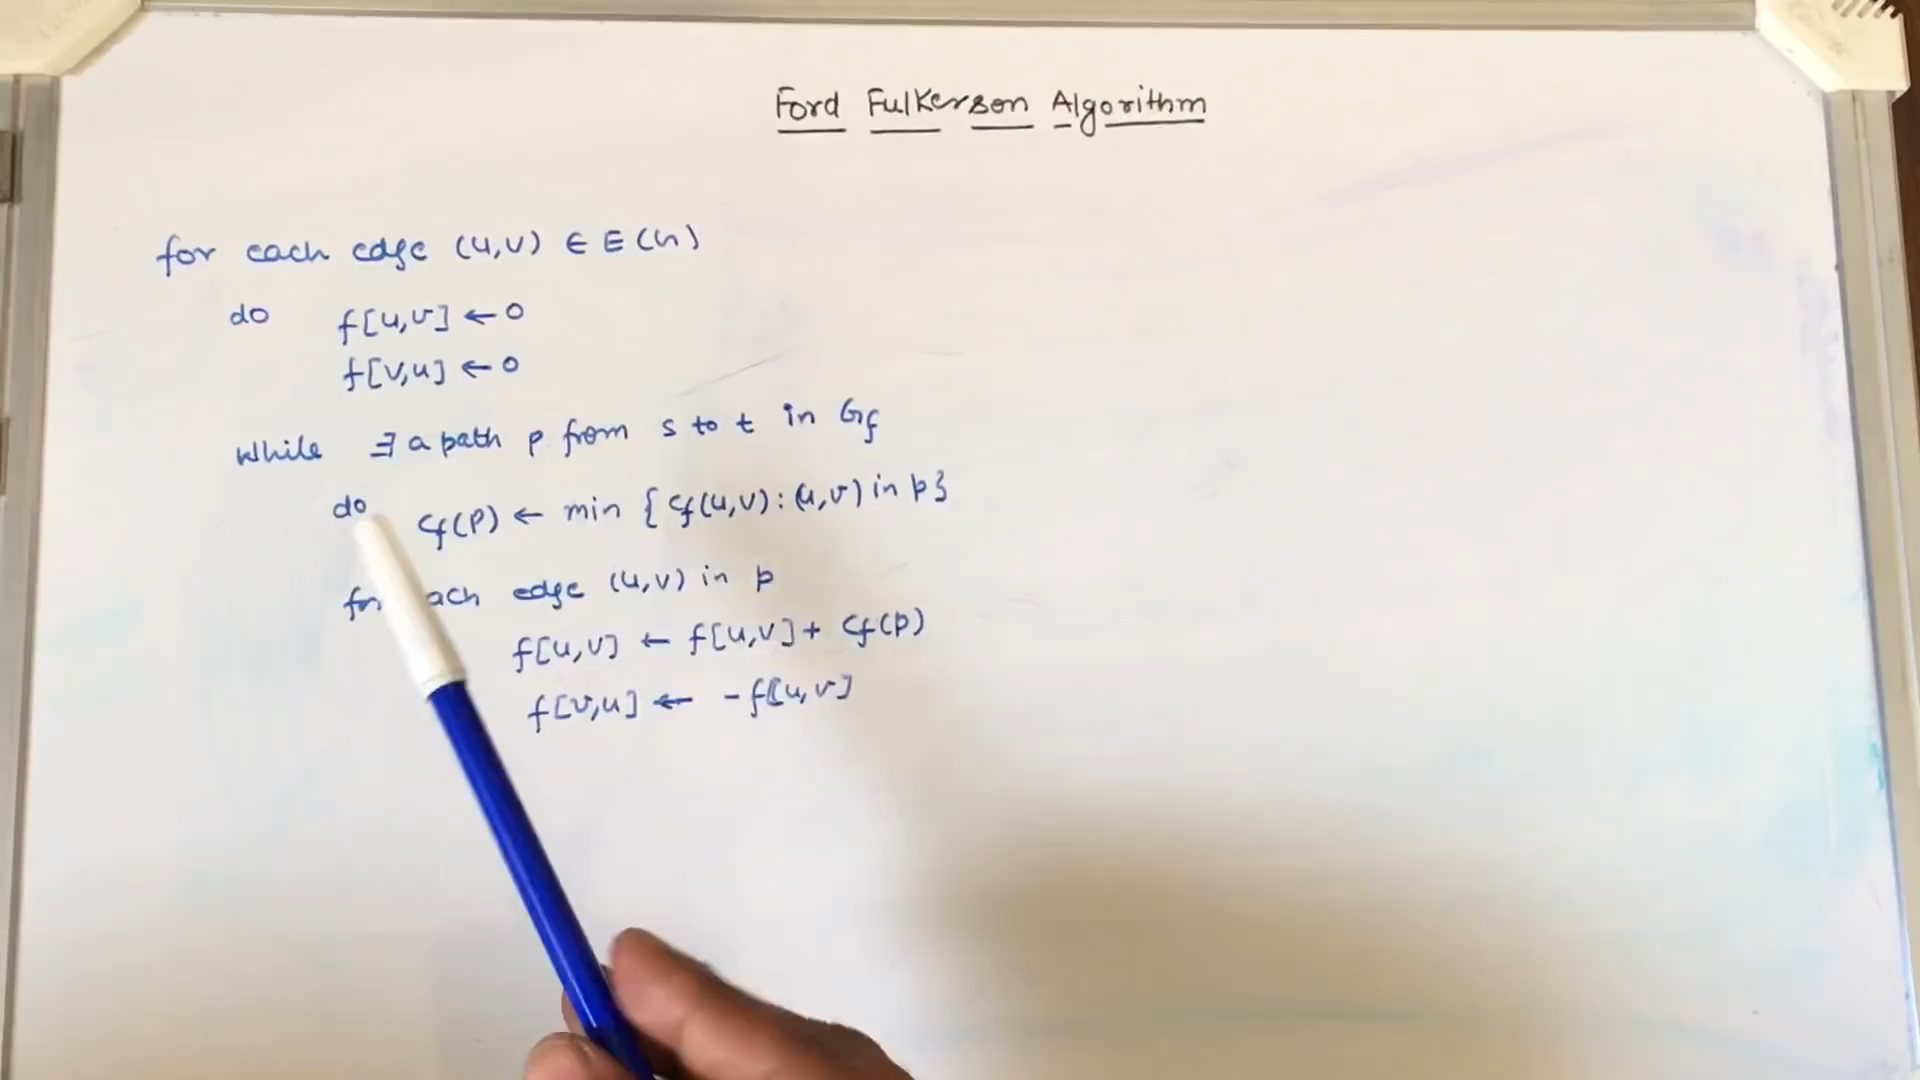 Ford Fulkerson Algorithm
for each edge (u,v) ∈ E(G)
do f[u,v] ← 0
f[v,u] ← 0
While ∃ a path p from s to t in Gf
do cf(p) ← min { cf(u,v) : (u,v) in p }
edge (u,v) in p
f[u,v] ← f[u,v] + cf(p)
f[v,u] ← - f[u,v]